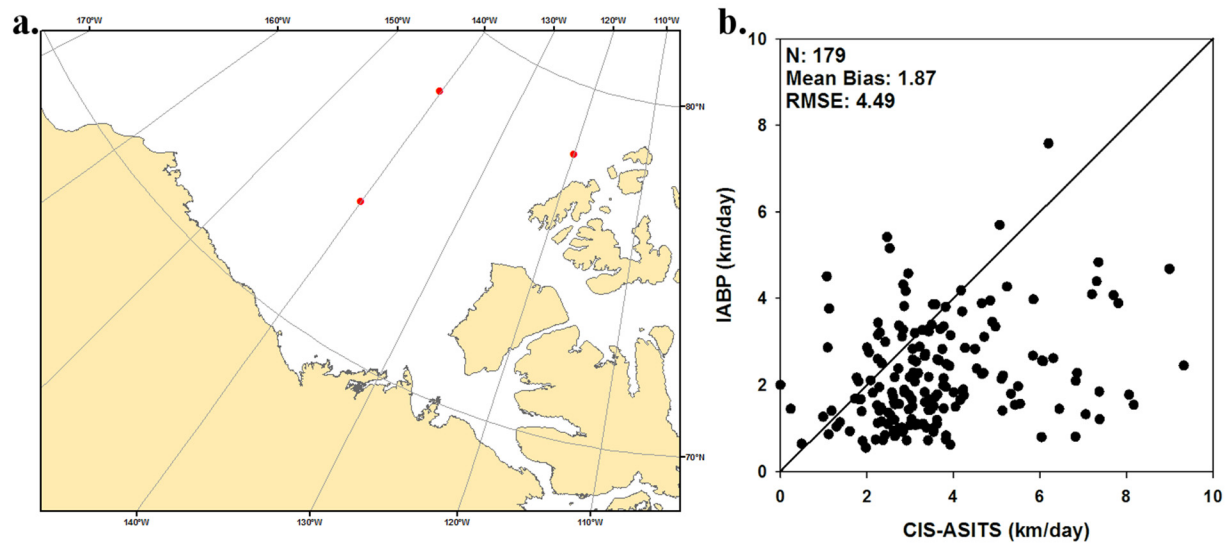 a.
170°W 160°W 150°W 140°W 130°W 120°W 110°W
80°N
70°N
140°W 130°W 120°W 110°W
b.
N: 179
Mean Bias: 1.87
RMSE: 4.49
10
8
6
4
2
0
IABP (km/day)
0 2 4 6 8 10
CIS-ASITS (km/day)